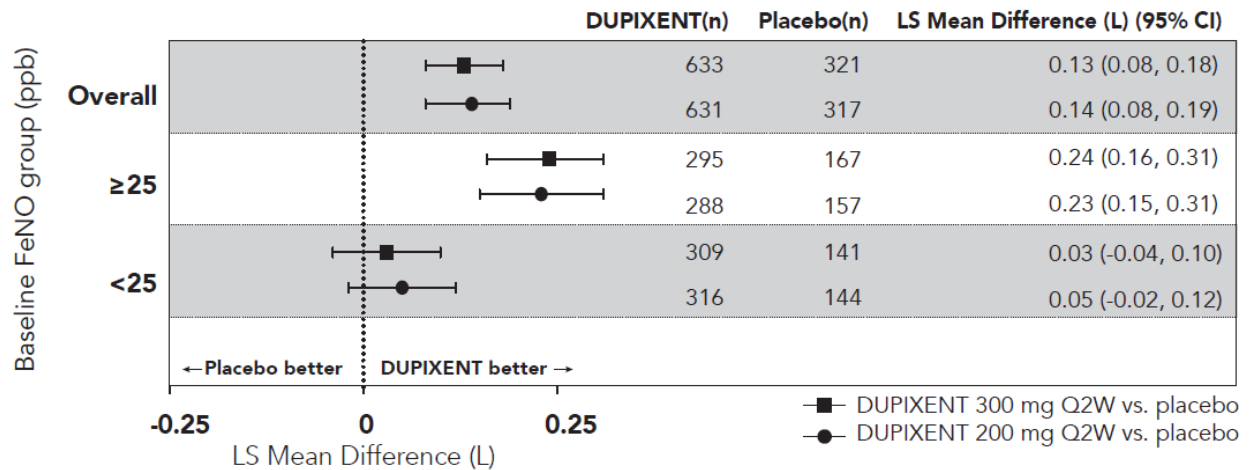 DUPIXENT(n) Placebo(n) LS Mean Difference (L) (95% CI)
Baseline FeNO group (ppb)
Overall
633 321 0.13 (0.08, 0.18)
631 317 0.14 (0.08, 0.19)
≥25
295 167 0.24 (0.16, 0.31)
288 157 0.23 (0.15, 0.31)
<25
309 141 0.03 (-0.04, 0.10)
316 144 0.05 (-0.02, 0.12)
←Placebo better DUPIXENT better →
-0.25 0 0.25
LS Mean Difference (L)
DUPIXENT 300 mg Q2W vs. placebo
DUPIXENT 200 mg Q2W vs. placebo